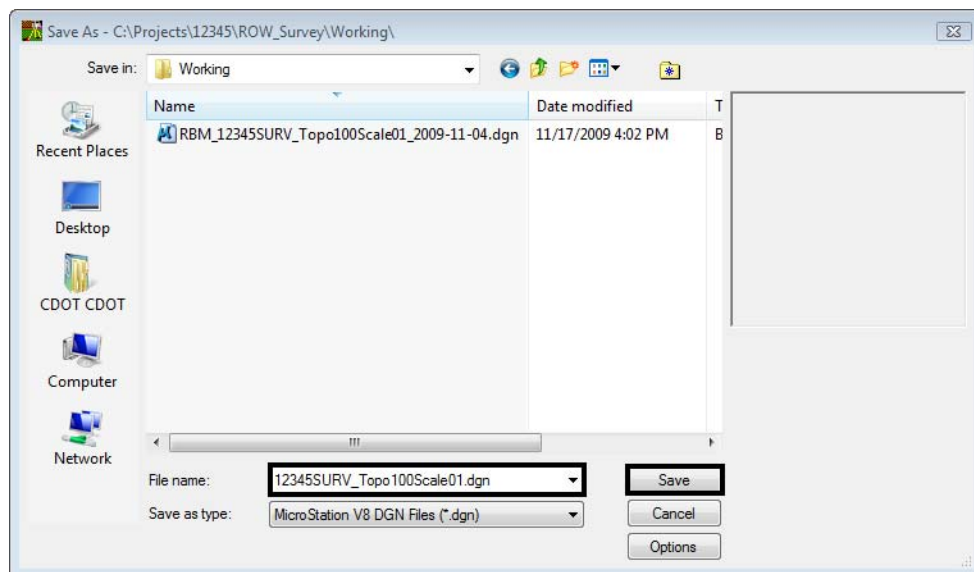 Save As - C:\Projects\12345\ROW_Survey\Working\
Save in: Working
Name Date modified T
RBM_12345SURV_Topo100Scale01_2009-11-04.dgn 11/17/2009 4:02 PM B
Recent Places
Desktop
CDOT CDOT
Computer
Network
File name: 12345SURV_Topo100Scale01.dgn Save
Save as type: MicroStation V8 DGN Files (*.dgn) Cancel
Options